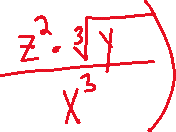 z² · ∛y
x³ )